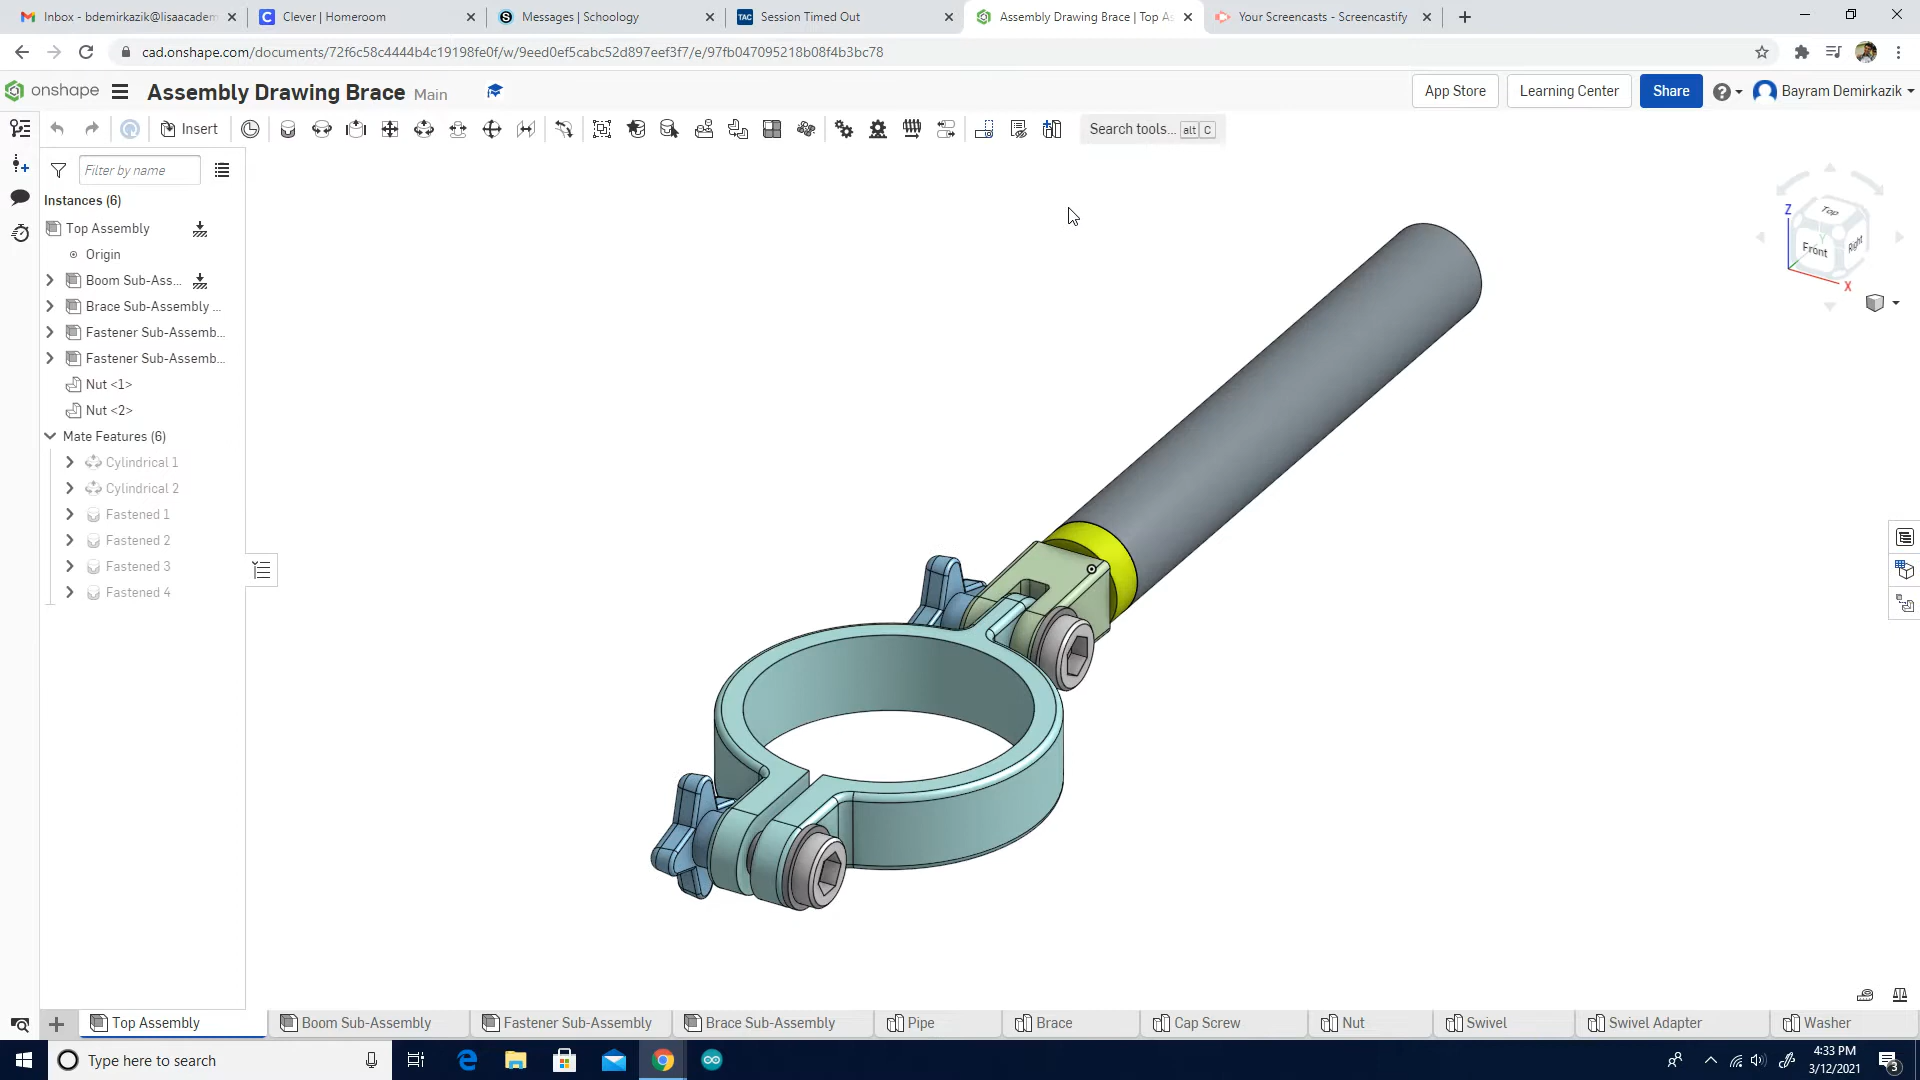 Inbox - bdemirkazik@lisaacadem
Clever | Homeroom
Messages | Schoology
TAC Session Timed Out
Assembly Drawing Brace | Top As
Your Screencasts - Screencastify
cad.onshape.com/documents/72f6c58c4444b4c19198fe0f/w/9eed0ef5cabc52d897eef3f7/e/97fb047095218b08f4b3bc78
onshape
Assembly Drawing Brace Main
App Store
Learning Center
Share
Bayram Demirkazik
Insert
Search tools... alt C
Filter by name
Instances (6)
Top Assembly
Origin
Boom Sub-Ass...
Brace Sub-Assembly ...
Fastener Sub-Assemb...
Fastener Sub-Assemb...
Nut <1>
Nut <2>
Mate Features (6)
Cylindrical 1
Cylindrical 2
Fastened 1
Fastened 2
Fastened 3
Fastened 4
Top
Z
Y
Front
Right
X
Top Assembly
Boom Sub-Assembly
Fastener Sub-Assembly
Brace Sub-Assembly
Pipe
Brace
Cap Screw
Nut
Swivel
Swivel Adapter
Washer
Type here to search
4:33 PM
3/12/2021
3